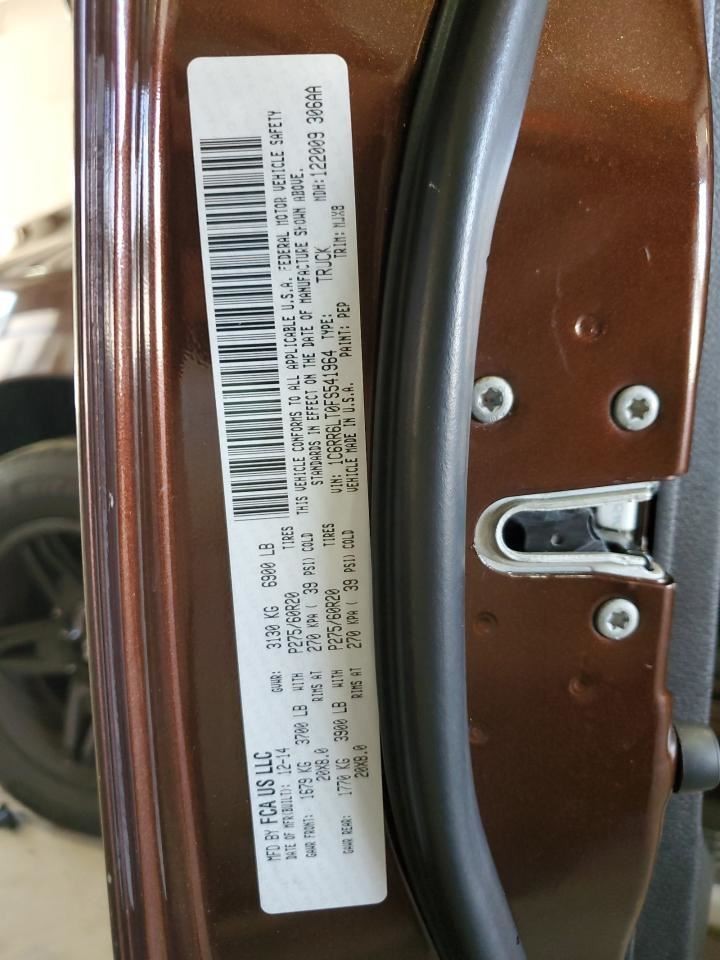 MFD BY FCA US LLC
DATE OF MFR(BUILT): 12-14 GVWR: 3130 KG 6900 LB
GAWR FRONT: 1679 KG 3700 LB WITH P275/60R20 TIRES
20X8.0 RIMS AT 270 KPA ( 39 PSI) COLD
GAWR REAR: 1770 KG 3900 LB WITH P275/60R20 TIRES
20X8.0 RIMS AT 270 KPA ( 39 PSI) COLD
THIS VEHICLE CONFORMS TO ALL APPLICABLE U.S.A. FEDERAL MOTOR VEHICLE SAFETY
STANDARDS IN EFFECT ON THE DATE OF MANUFACTURE SHOWN ABOVE.
VIN: 1C6RR6LT0FS541964 TYPE: TRUCK MDH: 122009 306AA
VEHICLE MADE IN U.S.A. PAINT: PEP TRIM: MJX8